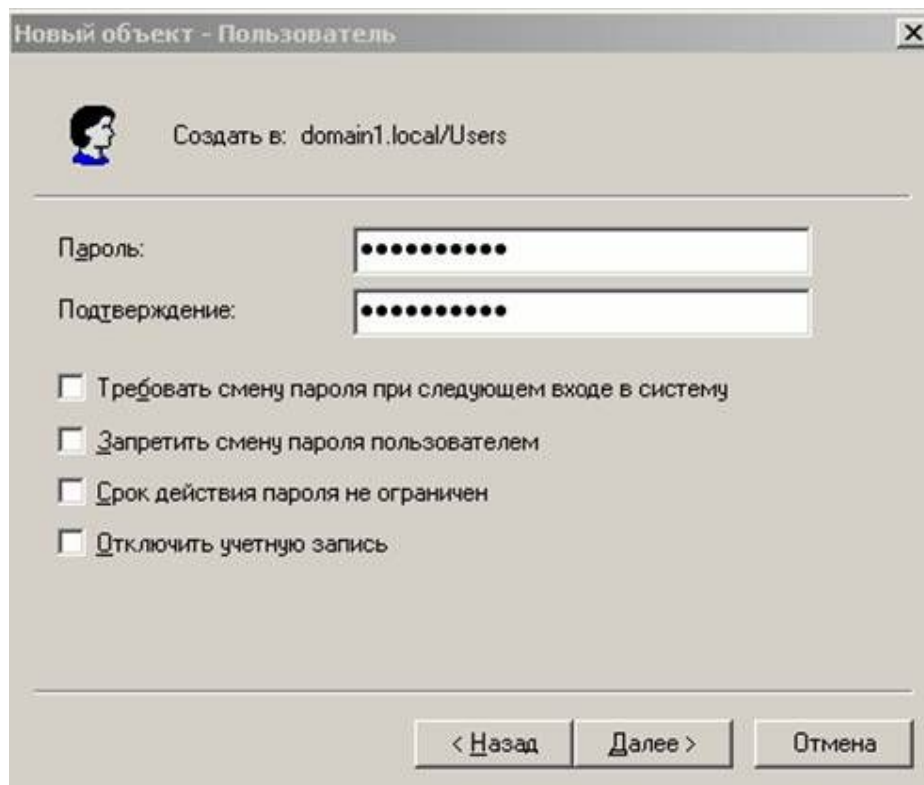 Новый объект - Пользователь
Создать в: domain1.local/Users
Пароль: ●●●●●●●●●●
Подтверждение: ●●●●●●●●●●
Требовать смену пароля при следующем входе в систему
Запретить смену пароля пользователем
Срок действия пароля не ограничен
Отключить учетную запись
< Назад Далее > Отмена